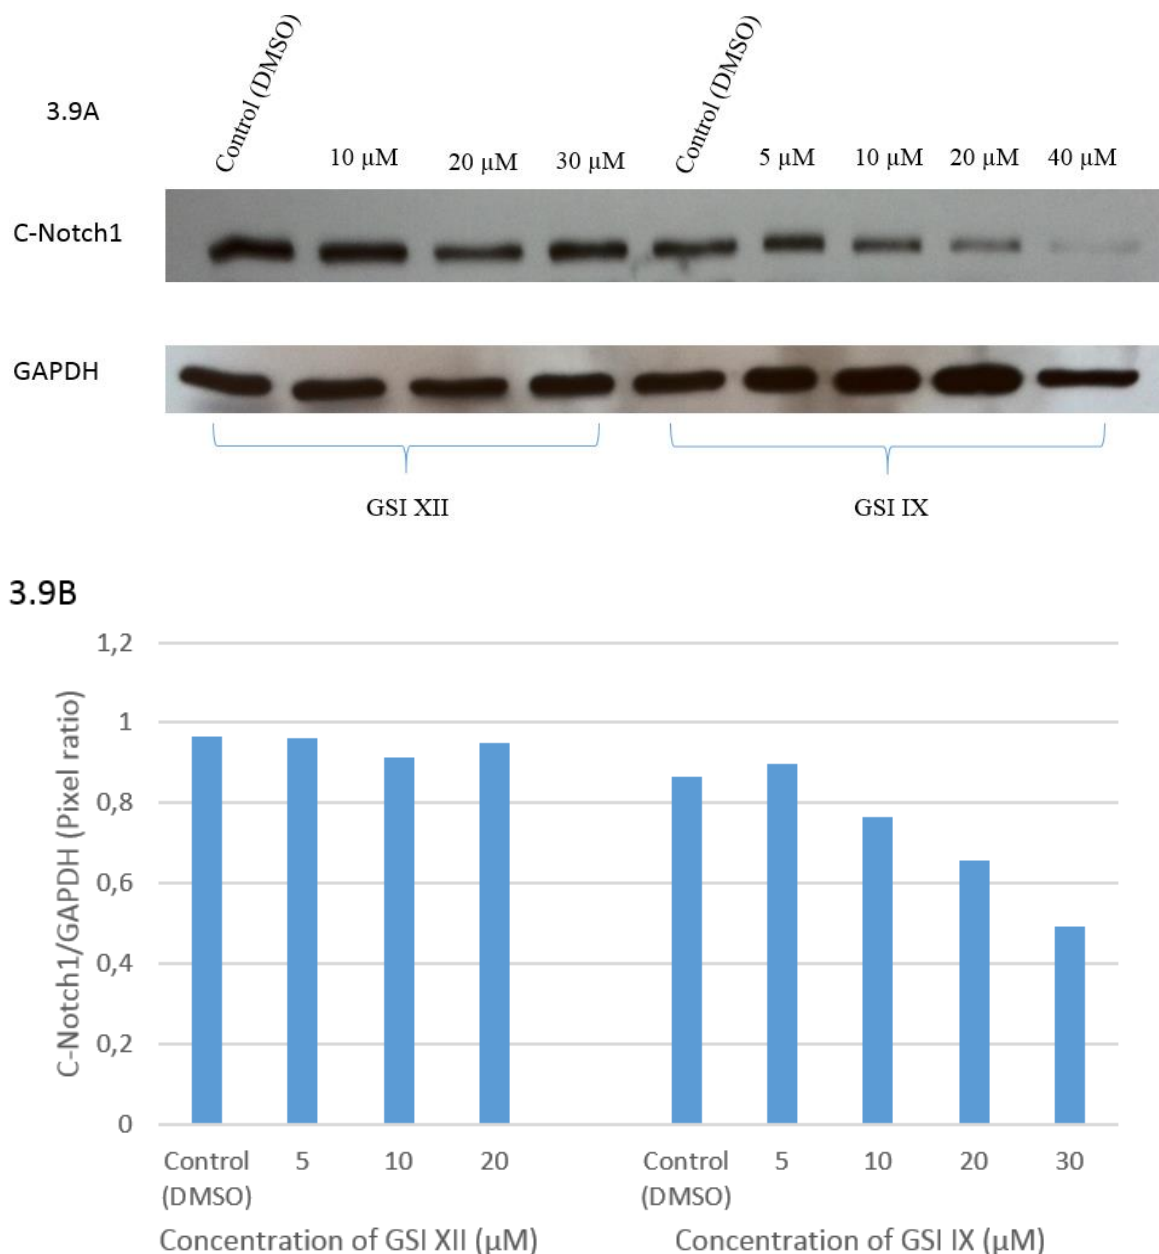 3.9A
Control (DMSO) 10 µM 20 µM 30 µM Control (DMSO) 5 µM 10 µM 20 µM 40 µM
C-Notch1
GAPDH
GSI XII GSI IX
3.9B
C-Notch1/GAPDH (Pixel ratio)
1,2
1
0,8
0,6
0,4
0,2
0
Control 5 10 20 Control 5 10 20 30
(DMSO) (DMSO)
Concentration of GSI XII (µM) Concentration of GSI IX (µM)